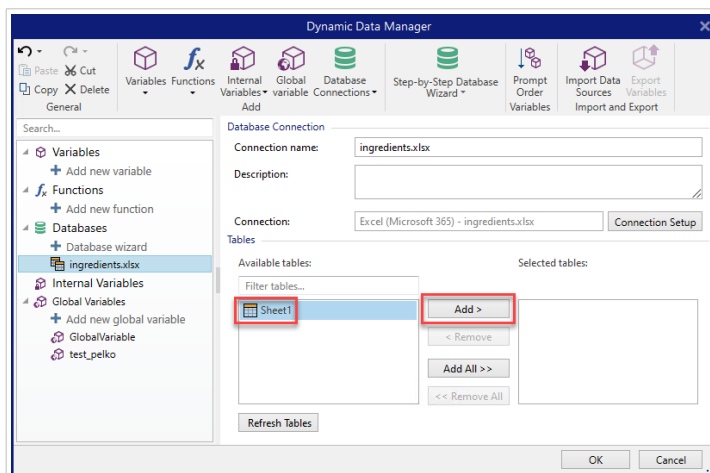 Dynamic Data Manager
Paste Cut
Copy Delete
General
Variables Functions
Internal Variables Global variable Database Connections
Add
Step-by-Step Database Wizard
Prompt Order
Variables
Import Data Sources Export Variables
Import and Export
Search...
Variables
Add new variable
Functions
Add new function
Databases
Database wizard
ingredients.xlsx
Internal Variables
Global Variables
Add new global variable
GlobalVariable
test_pelko
Database Connection
Connection name: ingredients.xlsx
Description:
Connection: Excel (Microsoft 365) - ingredients.xlsx Connection Setup
Tables
Available tables: Selected tables:
Filter tables...
Sheet1 Add >
< Remove
Add All >>
<< Remove All
Refresh Tables
OK Cancel